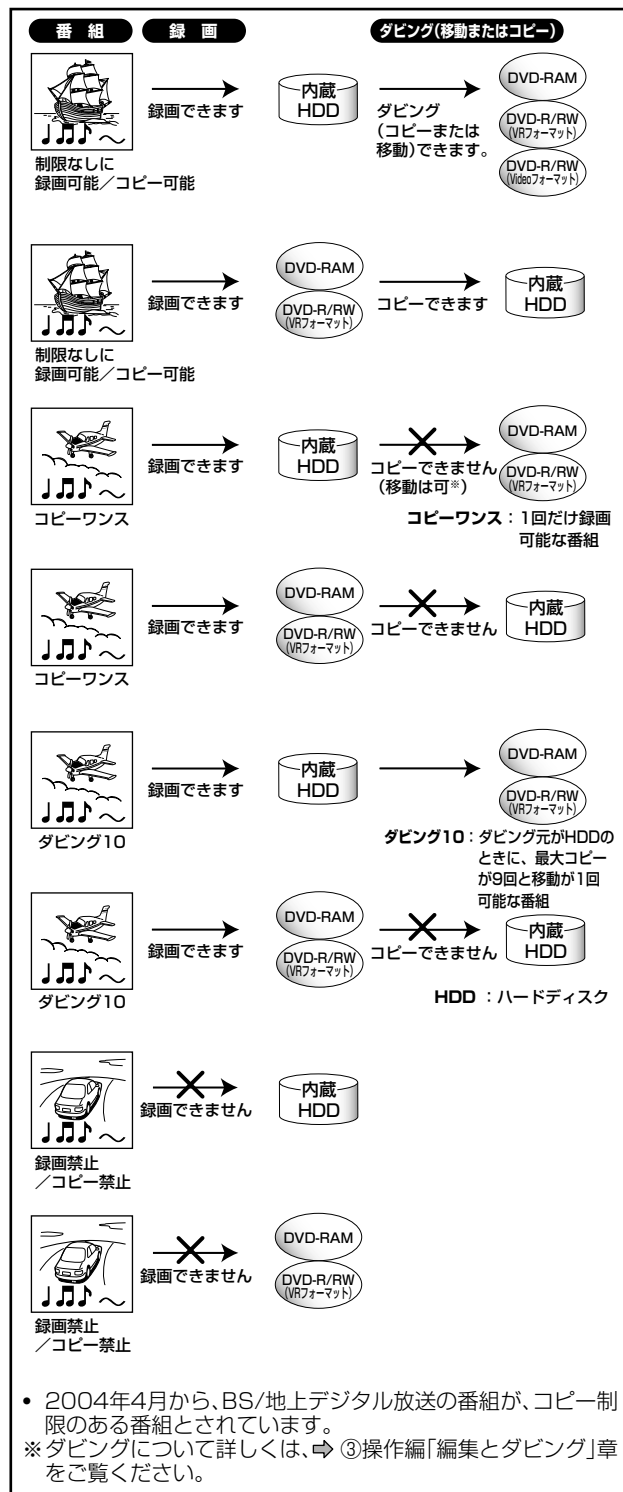 番組
録画
ダビング(移動またはコピー)
録画できます
内蔵
HDD
ダビング
(コピーまたは
移動)できます。
DVD-RAM
DVD-R/RW
(VRフォーマット)
DVD-R/RW
(Videoフォーマット)
制限なしに
録画可能／コピー可能
録画できます
DVD-RAM
DVD-R/RW
(VRフォーマット)
コピーできます
内蔵
HDD
制限なしに
録画可能／コピー可能
録画できます
内蔵
HDD
コピーできません
(移動は可※)
DVD-RAM
DVD-R/RW
(VRフォーマット)
コピーワンス
コピーワンス：1回だけ録画
可能な番組
録画できます
DVD-RAM
DVD-R/RW
(VRフォーマット)
コピーできません
内蔵
HDD
コピーワンス
録画できます
内蔵
HDD
DVD-RAM
DVD-R/RW
(VRフォーマット)
ダビング10
ダビング10：ダビング元がHDDの
ときに、最大コピー
が9回と移動が1回
可能な番組
録画できます
DVD-RAM
DVD-R/RW
(VRフォーマット)
コピーできません
内蔵
HDD
ダビング10
HDD ：ハードディスク
録画できません
内蔵
HDD
録画禁止
／コピー禁止
録画できません
DVD-RAM
DVD-R/RW
(VRフォーマット)
録画禁止
／コピー禁止
• 2004年4月から、BS/地上デジタル放送の番組が、コピー制
限のある番組とされています。
※ダビングについて詳しくは、➪ ③操作編「編集とダビング」章
をご覧ください。